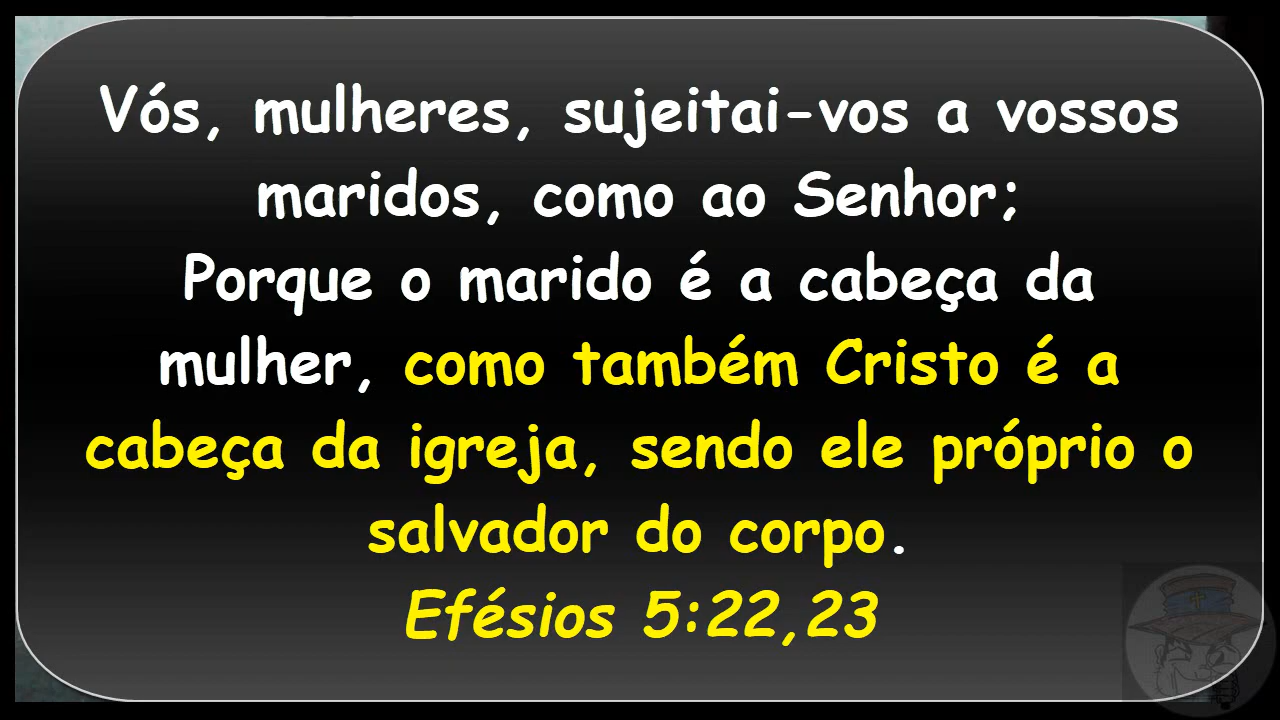 Vós, mulheres, sujeitai-vos a vossos
maridos, como ao Senhor;
Porque o marido é a cabeça da
mulher, como também Cristo é a
cabeça da igreja, sendo ele próprio o
salvador do corpo.
Efésios 5:22,23